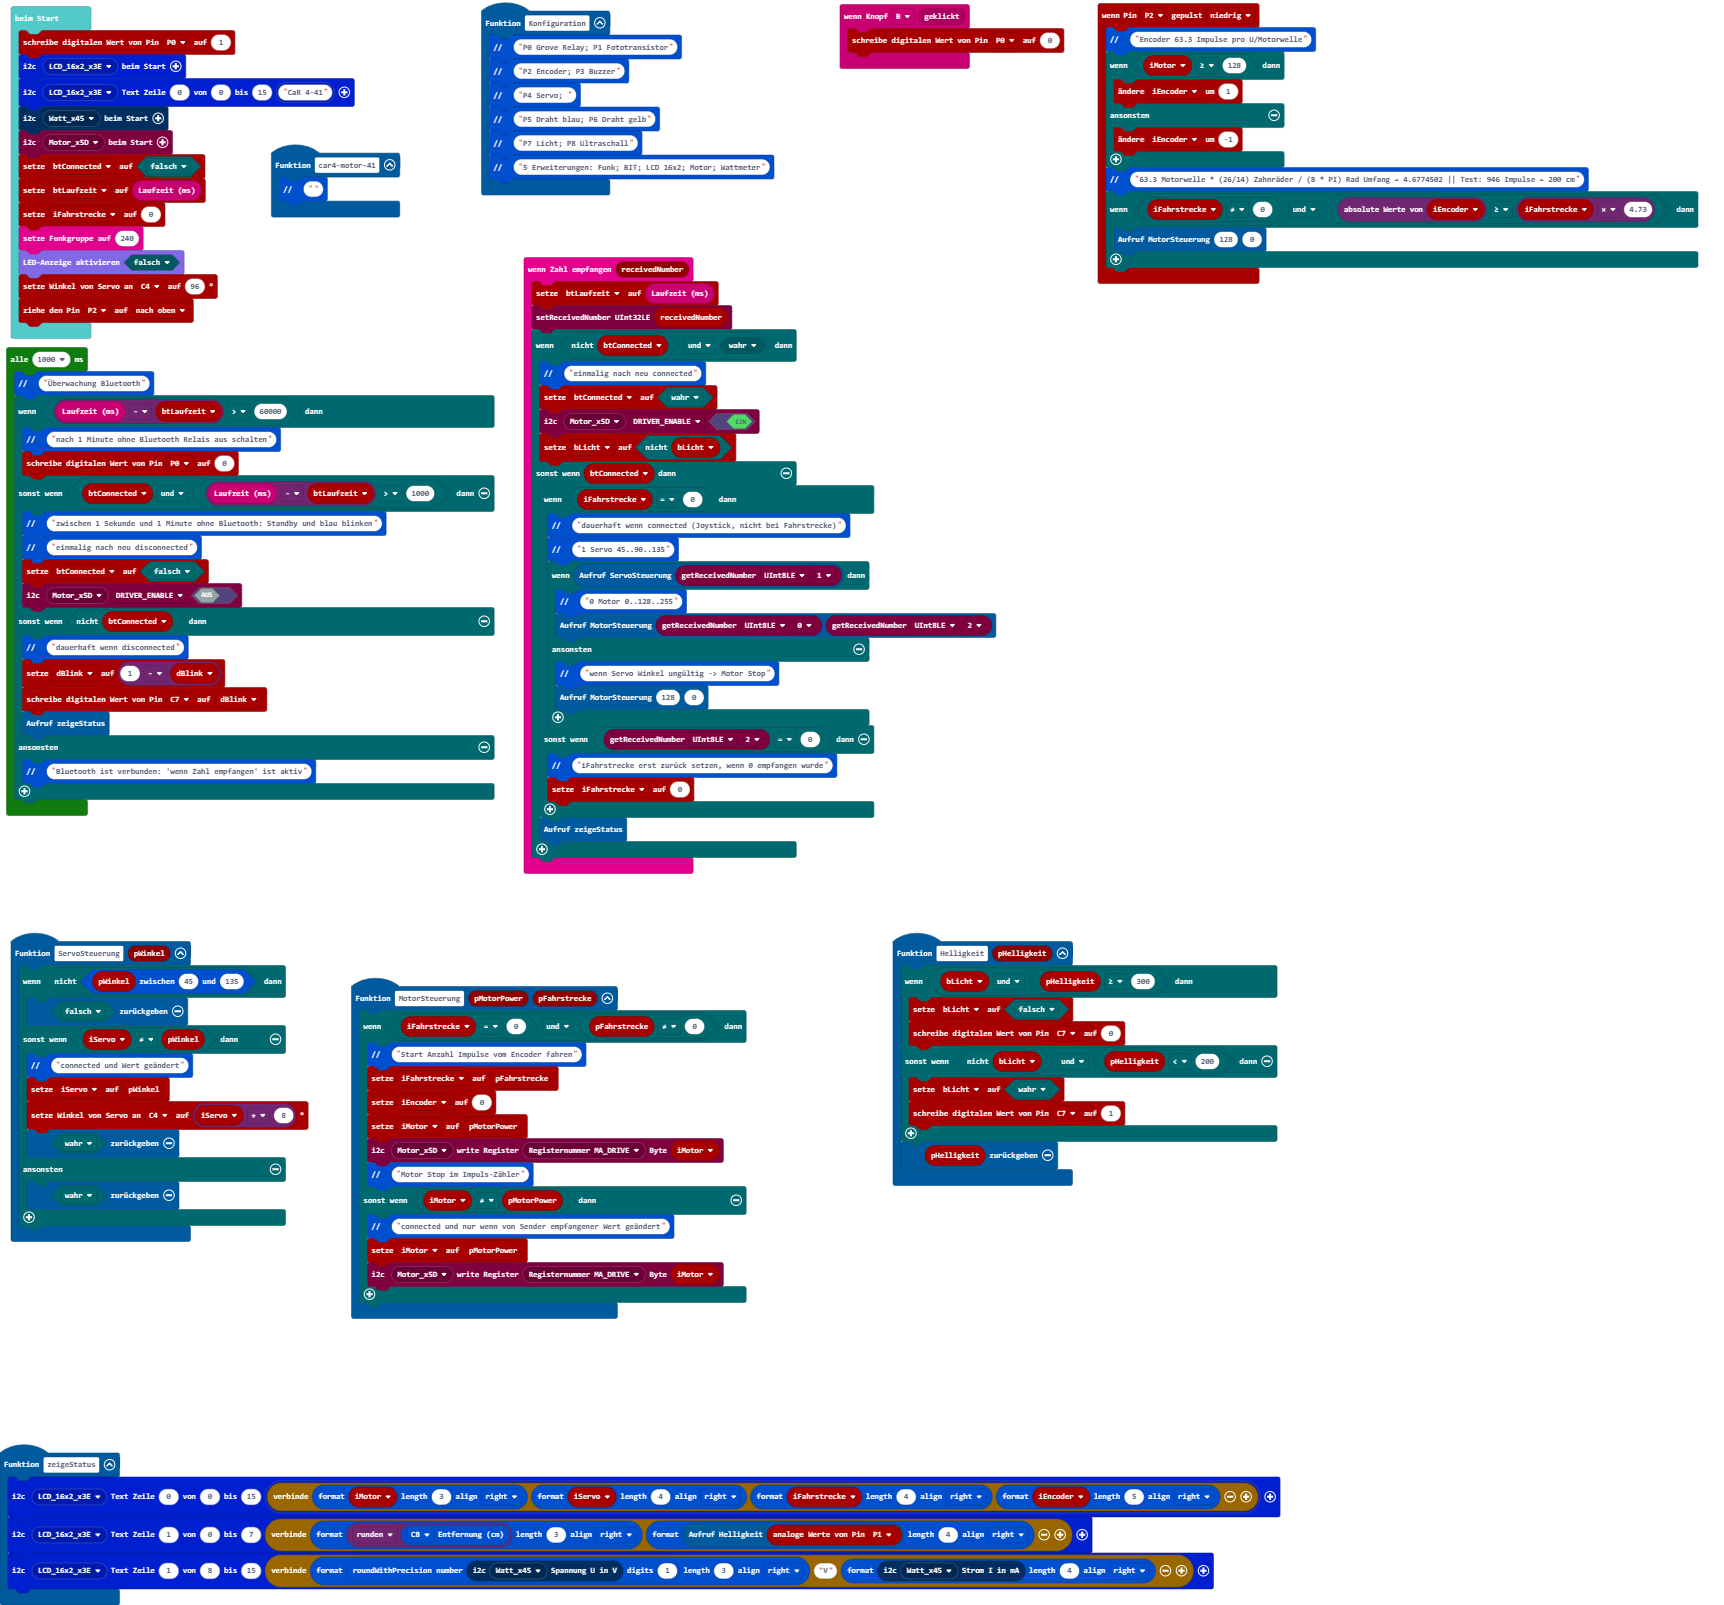 beim Start
schreibe digitalen Wert von Pin P0 auf 1
i2c LCD_16x2_x3E beim Start
i2c LCD_16x2_x3E Text Zeile 0 von 0 bis 15 "CaR 4-41"
i2c Watt_x45 beim Start
i2c Motor_x5D beim Start
setze btConnected auf falsch
setze btLaufzeit auf Laufzeit (ms)
setze iFahrstrecke auf 0
setze Funkgruppe auf 240
LED-Anzeige aktivieren falsch
setze Winkel von Servo an C4 auf 96 °
ziehe den Pin P2 auf nach oben
Funktion car4-motor-41
// ""
Funktion Konfiguration
// "P0 Grove Relay; P1 Fototransistor"
// "P2 Encoder; P3 Buzzer"
// "P4 Servo; "
// "P5 Draht blau; P6 Draht gelb"
// "P7 Licht; P8 Ultraschall"
// "5 Erweiterungen: Funk; BIT; LCD 16x2; Motor; Wattmeter"
wenn Knopf B geklickt
schreibe digitalen Wert von Pin P0 auf 0
wenn Pin P2 gepulst niedrig
// "Encoder 63.3 Impulse pro U/Motorwelle"
wenn iMotor ≥ 128 dann
ändere iEncoder um 1
ansonsten
ändere iEncoder um -1
// "63.3 Motorwelle * (26/14) Zahnräder / (8 * PI) Rad Umfang = 4.6774502 || Test: 946 Impulse = 200 cm"
wenn iFahrstrecke ≠ 0 und absolute Werte von iEncoder ≥ iFahrstrecke × 4.73 dann
Aufruf MotorSteuerung 128 0
alle 1000 ms
// "Überwachung Bluetooth"
wenn Laufzeit (ms) - btLaufzeit > 60000 dann
// "nach 1 Minute ohne Bluetooth Relais aus schalten"
schreibe digitalen Wert von Pin P0 auf 0
sonst wenn btConnected und Laufzeit (ms) - btLaufzeit > 1000 dann
// "zwischen 1 Sekunde und 1 Minute ohne Bluetooth: Standby und blau blinken"
// "einmalig nach neu disconnected"
setze btConnected auf falsch
i2c Motor_x5D DRIVER_ENABLE AUS
sonst wenn nicht btConnected dann
// "dauerhaft wenn disconnected"
setze dBlink auf 1 - dBlink
schreibe digitalen Wert von Pin C7 auf dBlink
Aufruf zeigeStatus
ansonsten
// "Bluetooth ist verbunden: 'wenn Zahl empfangen' ist aktiv"
wenn Zahl empfangen receivedNumber
setze btLaufzeit auf Laufzeit (ms)
setReceivedNumber UInt32LE receivedNumber
wenn nicht btConnected und wahr dann
// "einmalig nach neu connected"
setze btConnected auf wahr
i2c Motor_x5D DRIVER_ENABLE EIN
setze bLicht auf nicht bLicht
sonst wenn btConnected dann
wenn iFahrstrecke = 0 dann
// "dauerhaft wenn connected (Joystick, nicht bei Fahrstrecke)"
// "1 Servo 45..90..135"
wenn Aufruf ServoSteuerung getReceivedNumber UInt8LE 1 dann
// "0 Motor 0..128..255"
Aufruf MotorSteuerung getReceivedNumber UInt8LE 0 getReceivedNumber UInt8LE 2
ansonsten
// "wenn Servo Winkel ungültig -> Motor Stop"
Aufruf MotorSteuerung 128 0
sonst wenn getReceivedNumber UInt8LE 2 = 0 dann
// "iFahrstrecke erst zurück setzen, wenn 0 empfangen wurde"
setze iFahrstrecke auf 0
Aufruf zeigeStatus
Funktion ServoSteuerung pWinkel
wenn nicht pWinkel zwischen 45 und 135 dann
falsch zurückgeben
sonst wenn iServo ≠ pWinkel dann
// "connected und Wert geändert"
setze iServo auf pWinkel
setze Winkel von Servo an C4 auf iServo + 8 °
wahr zurückgeben
ansonsten
wahr zurückgeben
Funktion MotorSteuerung pMotorPower pFahrstrecke
wenn iFahrstrecke = 0 und pFahrstrecke ≠ 0 dann
// "Start Anzahl Impulse vom Encoder fahren"
setze iFahrstrecke auf pFahrstrecke
setze iEncoder auf 0
setze iMotor auf pMotorPower
i2c Motor_x5D write Register Registernummer MA_DRIVE Byte iMotor
// "Motor Stop im Impuls-Zähler"
sonst wenn iMotor ≠ pMotorPower dann
// "connected und nur wenn von Sender empfangener Wert geändert"
setze iMotor auf pMotorPower
i2c Motor_x5D write Register Registernummer MA_DRIVE Byte iMotor
Funktion Helligkeit pHelligkeit
wenn bLicht und pHelligkeit ≥ 300 dann
setze bLicht auf falsch
schreibe digitalen Wert von Pin C7 auf 0
sonst wenn nicht bLicht und pHelligkeit < 200 dann
setze bLicht auf wahr
schreibe digitalen Wert von Pin C7 auf 1
pHelligkeit zurückgeben
Funktion zeigeStatus
i2c LCD_16x2_x3E Text Zeile 0 von 0 bis 15 verbinde format iMotor length 3 align right format iServo length 4 align right format iFahrstrecke length 4 align right format iEncoder length 5 align right
i2c LCD_16x2_x3E Text Zeile 1 von 0 bis 7 verbinde format runden C8 Entfernung (cm) length 3 align right format Aufruf Helligkeit analoge Werte von Pin P1 length 4 align right
i2c LCD_16x2_x3E Text Zeile 1 von 8 bis 15 verbinde format roundWithPrecision number i2c Watt_x45 Spannung U in V digits 1 length 3 align right "V" format i2c Watt_x45 Strom I in mA length 4 align right